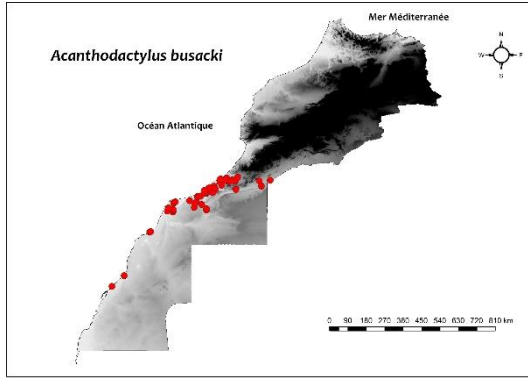 Mer Méditerranée
Acanthodactylus busacki
N
W E
S
Océan Atlantique
0 90 180 270 360 450 540 630 720 810 km